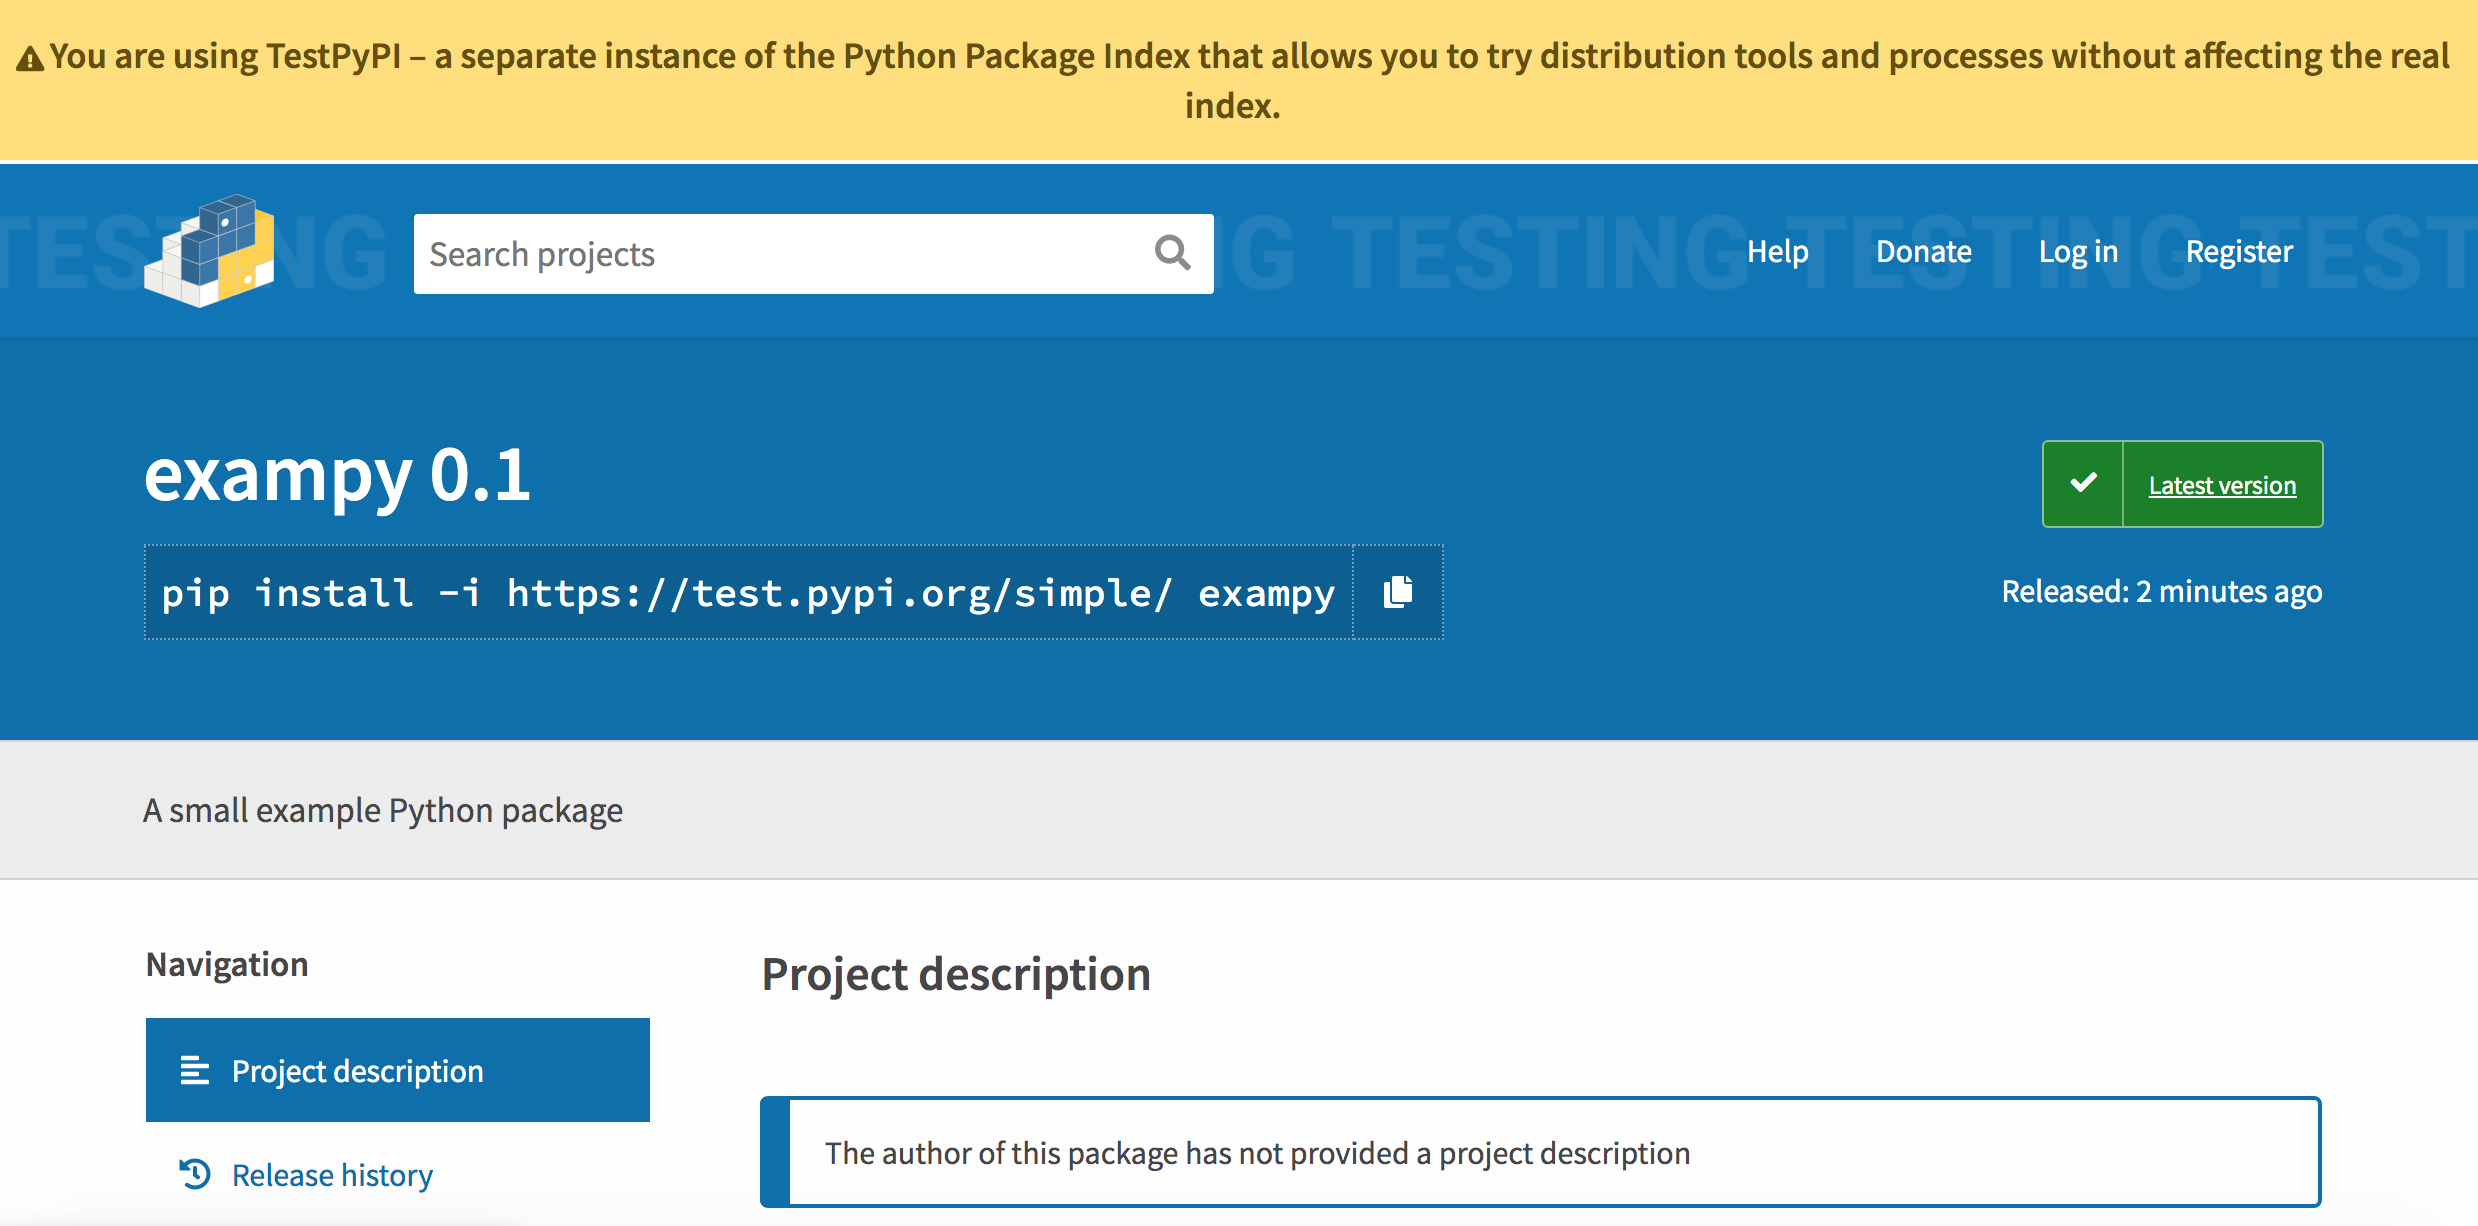 You are using TestPyPI – a separate instance of the Python Package Index that allows you to try distribution tools and processes without affecting the real
index.
TESTING TESTING TESTING TEST
Search projects
Help
Donate
Log in
Register
exampy 0.1
pip install -i https://test.pypi.org/simple/ exampy
Latest version
Released: 2 minutes ago
A small example Python package
Navigation
Project description
Release history
Project description
The author of this package has not provided a project description